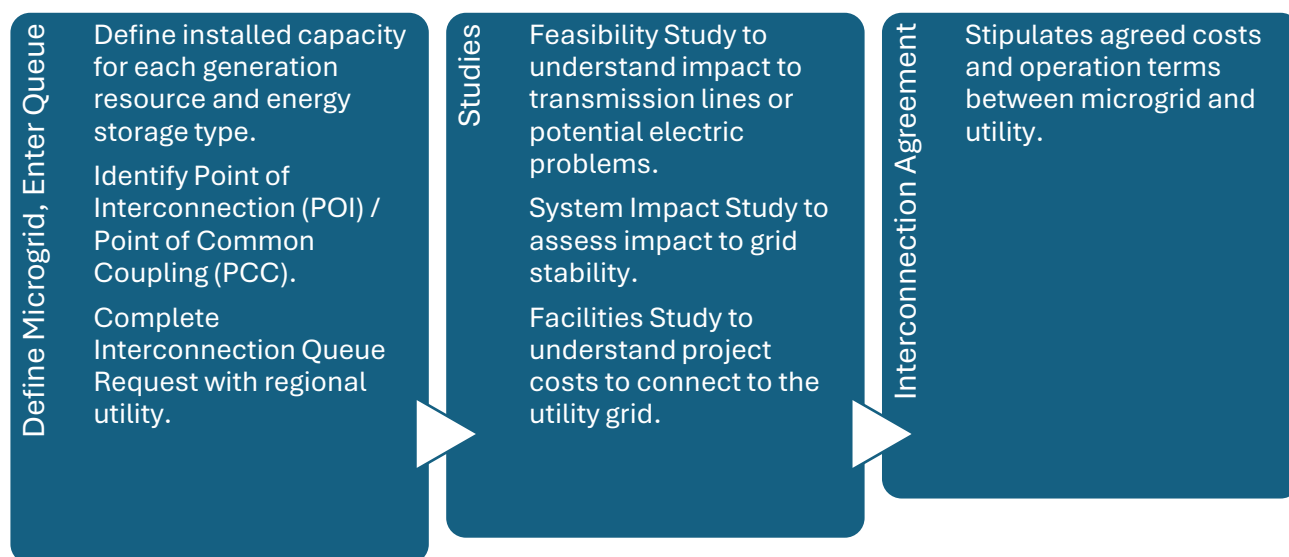 Define Microgrid, Enter Queue
Define installed capacity
for each generation
resource and energy
storage type.
Identify Point of
Interconnection (POI) /
Point of Common
Coupling (PCC).
Complete
Interconnection Queue
Request with regional
utility.
Studies
Feasibility Study to
understand impact to
transmission lines or
potential electric
problems.
System Impact Study to
assess impact to grid
stability.
Facilities Study to
understand project
costs to connect to the
utility grid.
Interconnection Agreement
Stipulates agreed costs
and operation terms
between microgrid and
utility.